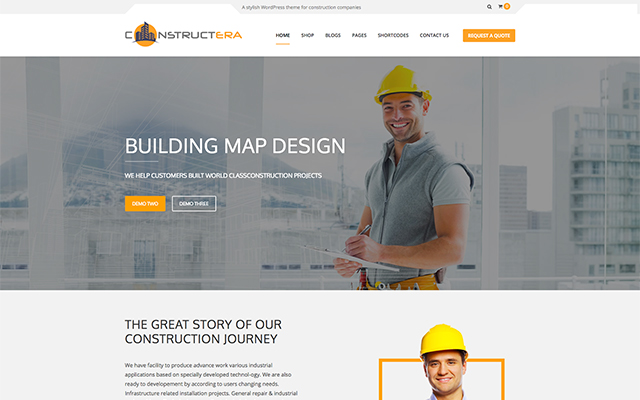 A stylish WordPress theme for construction companies
0
CONSTRUCTERA
HOME SHOP BLOGS PAGES SHORTCODES CONTACT US REQUEST A QUOTE
BUILDING MAP DESIGN
WE HELP CUSTOMERS BUILT WORLD CLASSCONSTRUCTION PROJECTS
DEMO TWO DEMO THREE
THE GREAT STORY OF OUR
CONSTRUCTION JOURNEY
We have facility to produce advance work various industrial
applications based on specially developed technol-ogy. We are also
ready to developement by according to users changing needs.
Infrastructure related installation projects. General repair & industrial